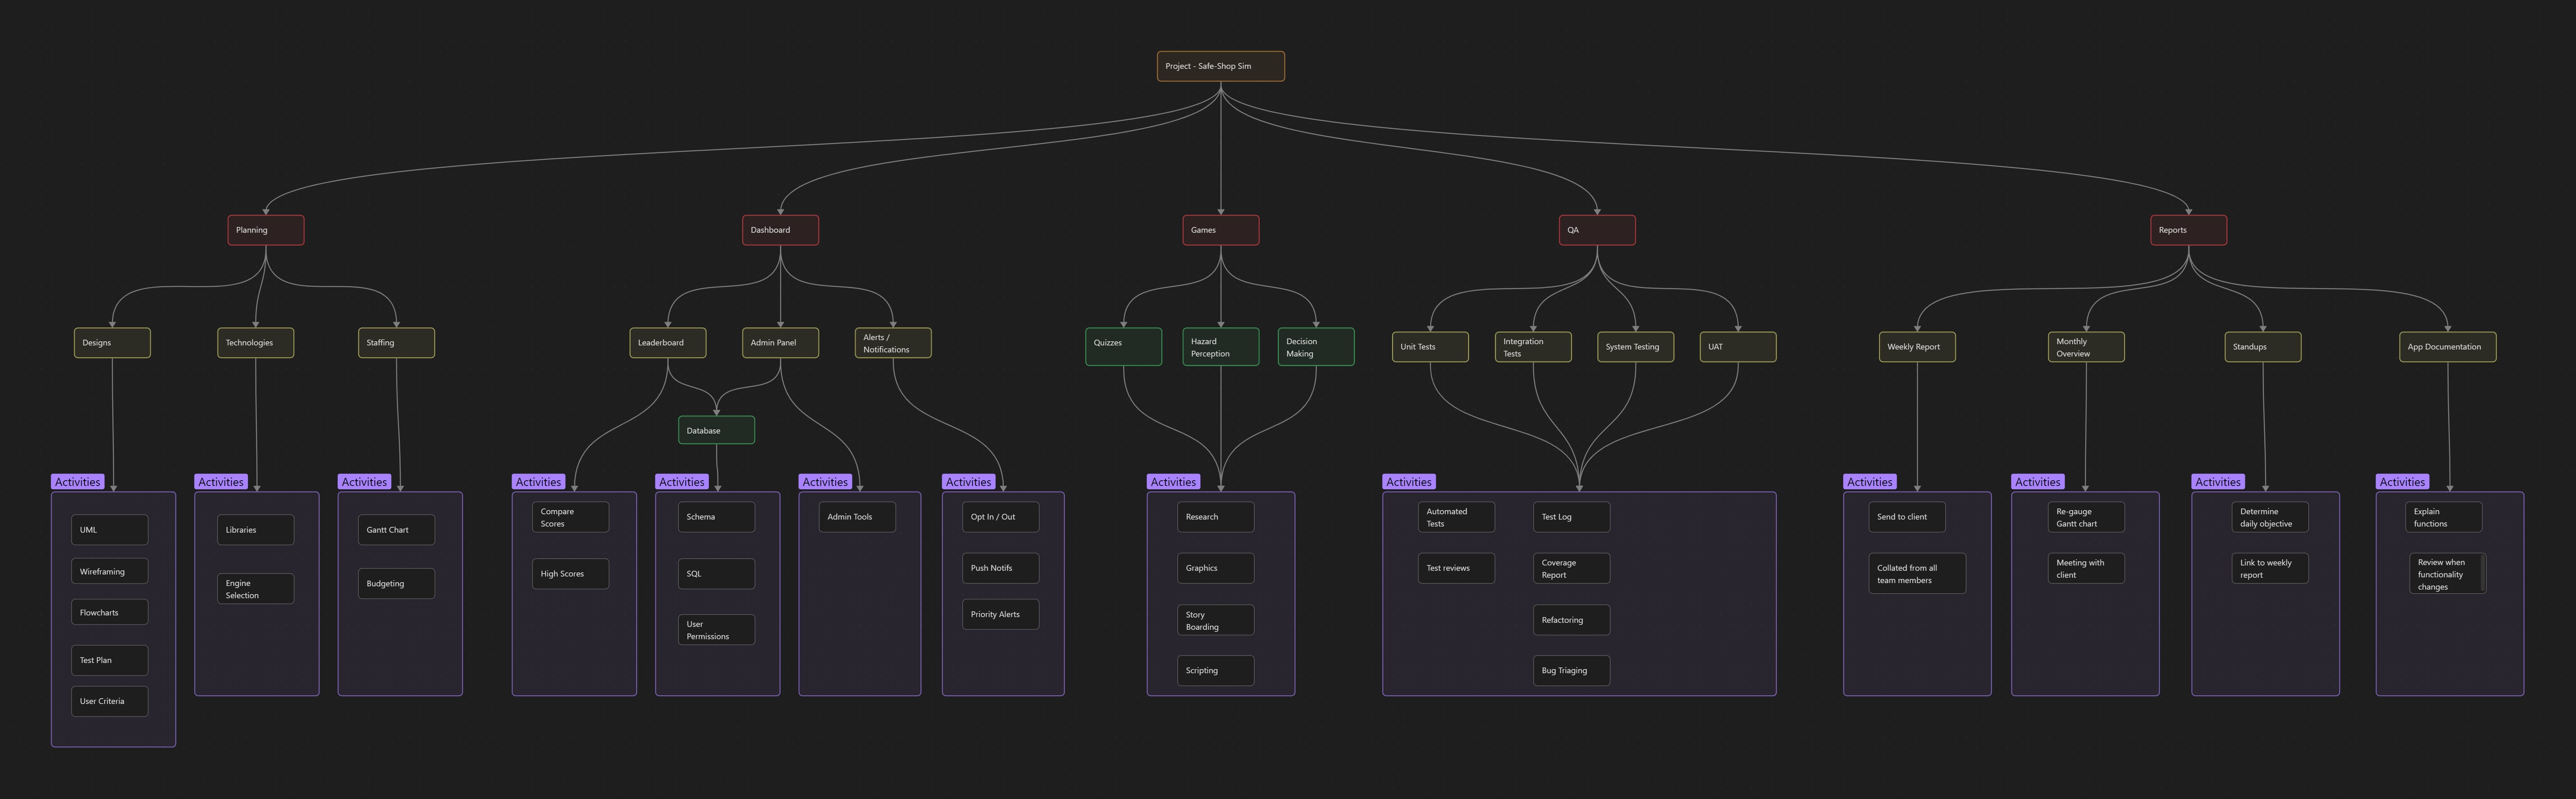 Project - Safe-Shop Sim
Planning
Dashboard
Games
QA
Reports
Designs
Technologies
Staffing
Leaderboard
Admin Panel
Alerts /
Notifications
Quizzes
Hazard
Perception
Decision
Making
Unit Tests
Integration
Tests
System Testing
UAT
Weekly Report
Monthly
Overview
Standups
App Documentation
Database
Activities
UML
Wireframing
Flowcharts
Test Plan
User Criteria
Activities
Libraries
Engine
Selection
Activities
Gantt Chart
Budgeting
Activities
Compare
Scores
High Scores
Activities
Schema
SQL
User
Permissions
Activities
Admin Tools
Activities
Opt In / Out
Push Notifs
Priority Alerts
Activities
Research
Graphics
Story
Boarding
Scripting
Activities
Automated
Tests
Test reviews
Test Log
Coverage
Report
Refactoring
Bug Triaging
Activities
Send to client
Collated from all
team members
Activities
Re-gauge
Gantt chart
Meeting with
client
Activities
Determine
daily objective
Link to weekly
report
Activities
Explain
functions
Review when
functionality
changes